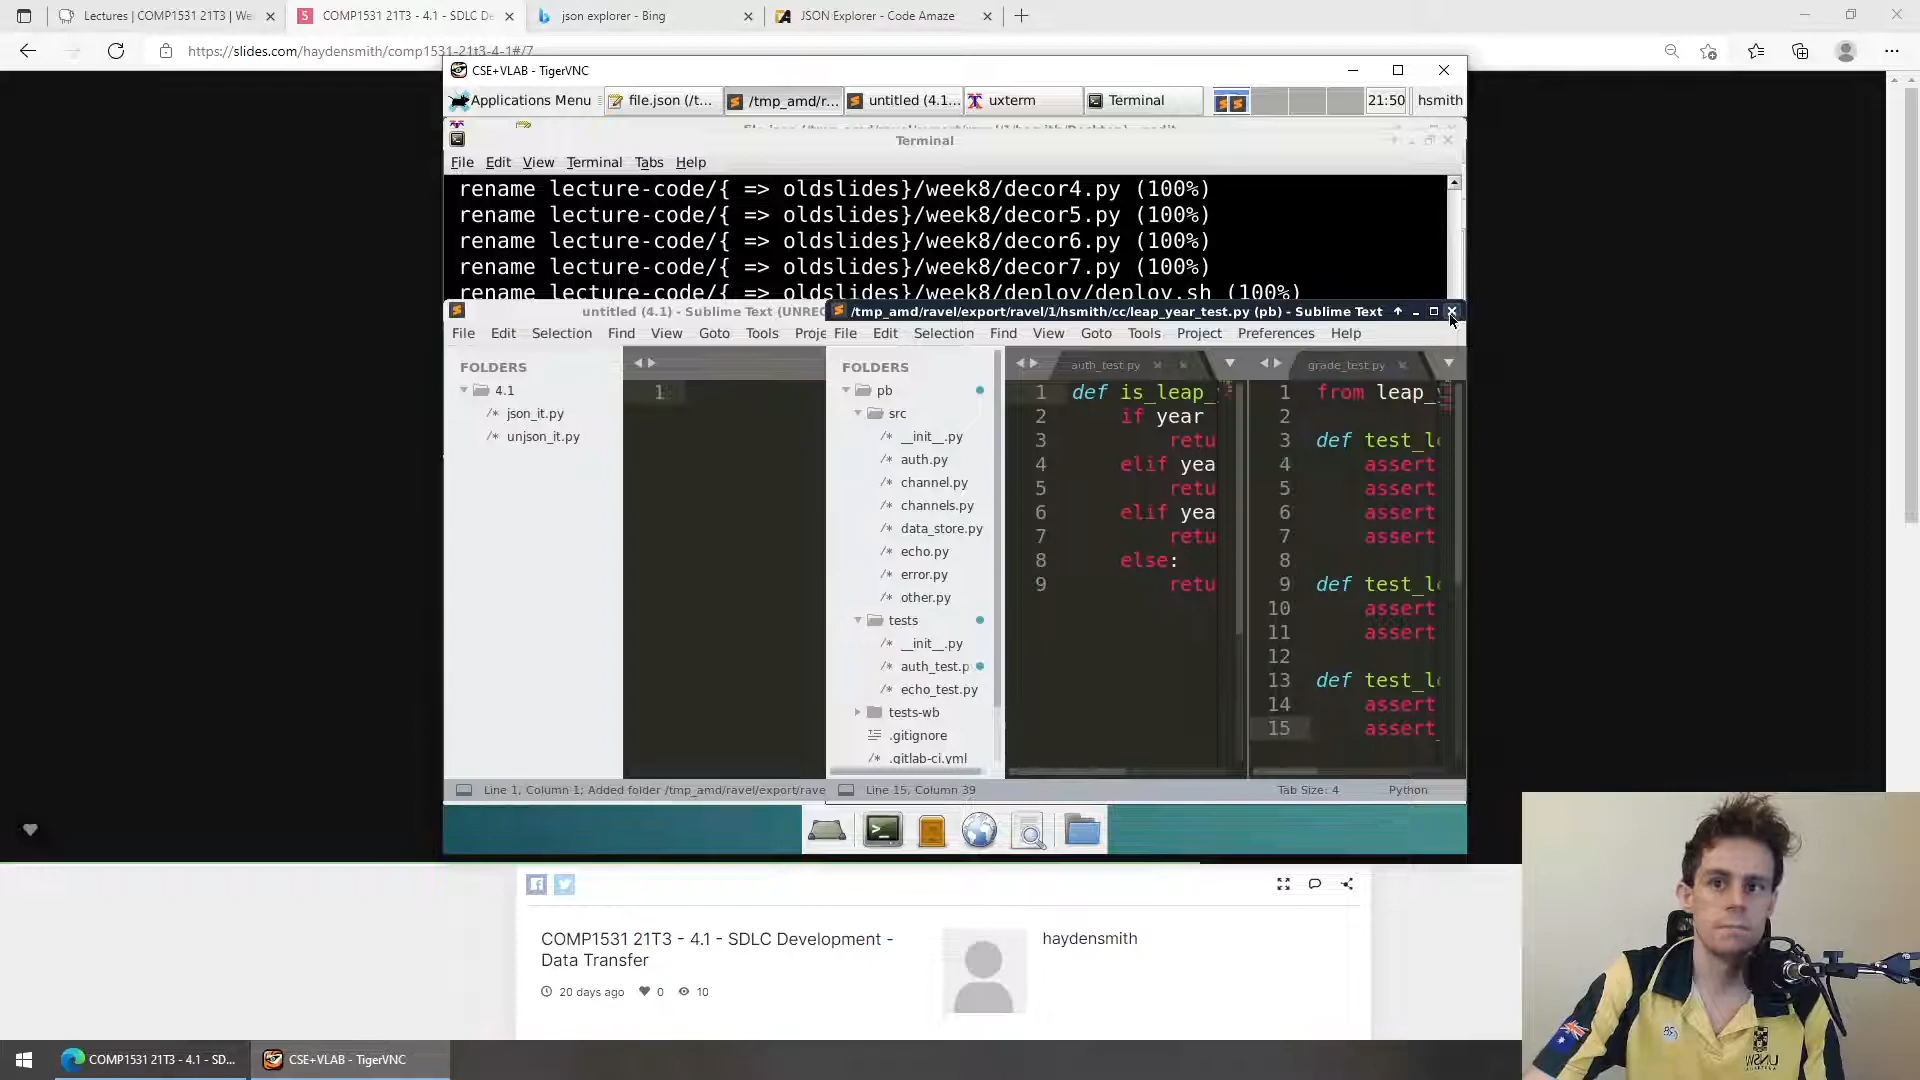 Lectures | COMP1531 21T3 | We
COMP1531 21T3 - 4.1 - SDLC De
json explorer - Bing
JSON Explorer - Code Amaze
https://slides.com/haydensmith/comp1531-21t3-4-1#/7
CSE+VLAB - TigerVNC
Applications Menu
file.json (/t...
/tmp_amd/r...
untitled (4.1...
uxterm
Terminal
21:50
hsmith
Terminal
File Edit View Terminal Tabs Help
rename lecture-code/{ => oldslides}/week8/decor4.py (100%)
rename lecture-code/{ => oldslides}/week8/decor5.py (100%)
rename lecture-code/{ => oldslides}/week8/decor6.py (100%)
rename lecture-code/{ => oldslides}/week8/decor7.py (100%)
rename lecture-code/{ => oldslides}/week8/deploy/deploy.sh (100%)
untitled (4.1) - Sublime Text (UNREG
File Edit Selection Find View Goto Tools Proje
FOLDERS
4.1
json_it.py
unjson_it.py
1
Line 1, Column 1; Added folder /tmp_amd/ravel/export/rave
/tmp_amd/ravel/export/ravel/1/hsmith/cc/leap_year_test.py (pb) - Sublime Text
File Edit Selection Find View Goto Tools Project Preferences Help
FOLDERS
pb
src
__init__.py
auth.py
channel.py
channels.py
data_store.py
echo.py
error.py
other.py
tests
__init__.py
auth_test.p
echo_test.py
tests-wb
.gitignore
.gitlab-ci.yml
auth_test.py
1 def is_leap_
2 if year
3 retu
4 elif yea
5 retu
6 elif yea
7 retu
8 else:
9 retu
grade_test.py
1 from leap_
2
3 def test_l
4 assert
5 assert
6 assert
7 assert
8
9 def test_l
10 assert
11 assert
12
13 def test_l
14 assert
15 assert
Line 15, Column 39
Tab Size: 4
Python
COMP1531 21T3 - 4.1 - SDLC Development -
Data Transfer
20 days ago 0 10
haydensmith
COMP1531 21T3 - 4.1 - SD...
CSE+VLAB - TigerVNC